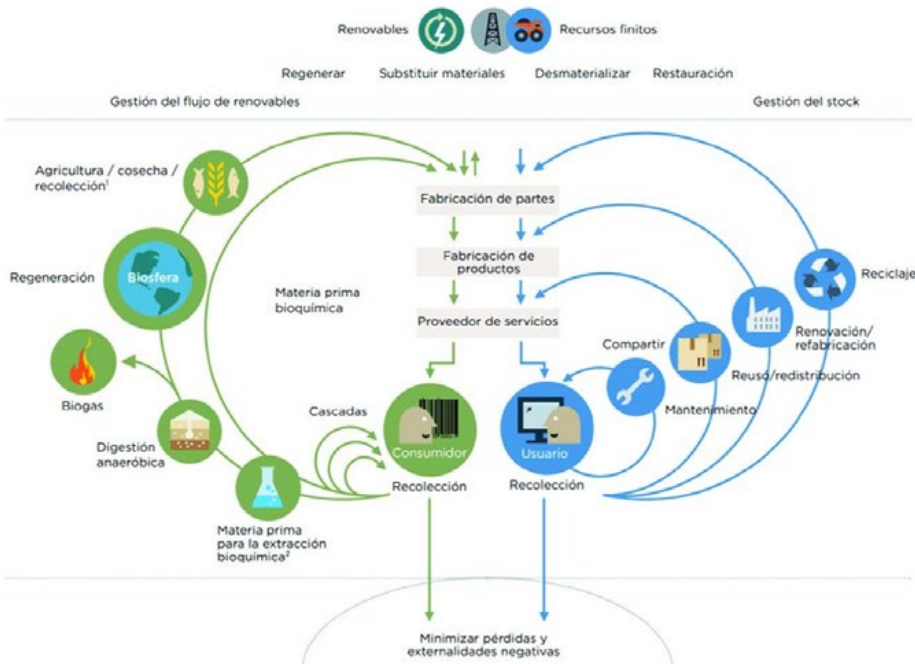 Renovables
Recursos finitos
Regenerar
Substituir materiales
Desmaterializar
Restauración
Gestión del flujo de renovables
Gestión del stock
Agricultura / cosecha /
recolección¹
Fabricación de partes
Regeneración
Biosfera
Fabricación de
productos
Reciclaje
Materia prima
bioquímica
Proveedor de servicios
Renovación/
refabricación
Compartir
Reuso/redistribución
Biogas
Mantenimiento
Cascadas
Digestión
anaeróbica
Consumidor
Usuario
Recolección
Recolección
Materia prima
para la extracción
bioquímica²
Minimizar pérdidas y
externalidades negativas